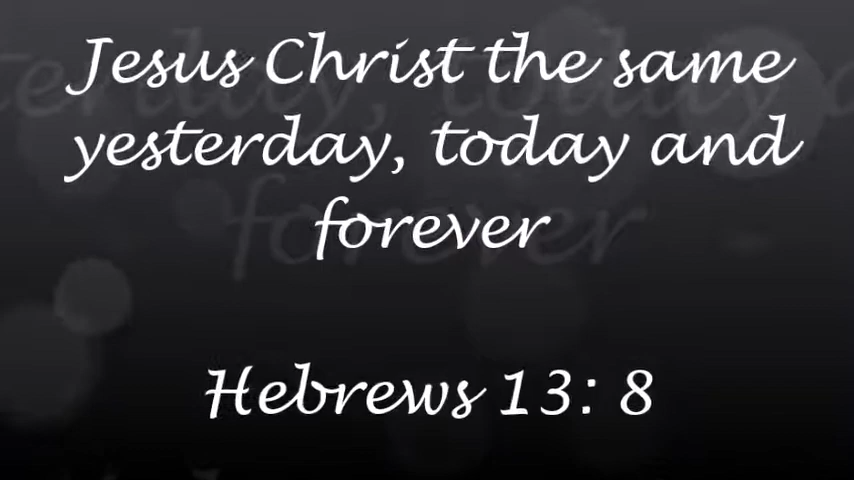 Jesus Christ the same
yesterday, today and
forever
Hebrews 13: 8